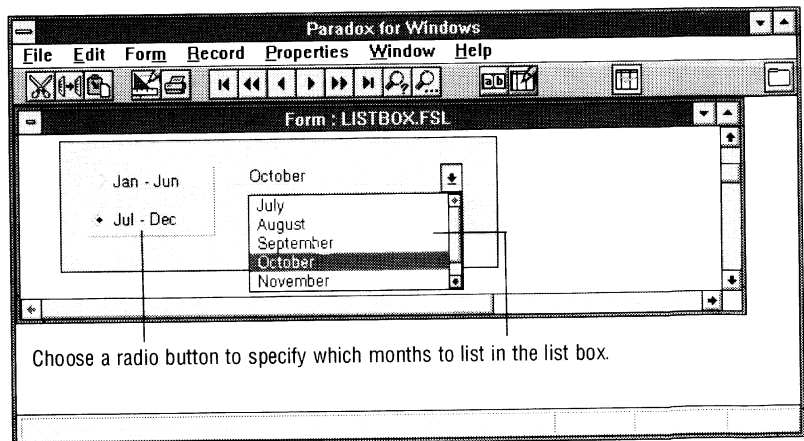 Paradox for Windows
File Edit Form Record Properties Window Help
ab
Form : LISTBOX.FSL
Jan - Jun
Jul - Dec
October
July
August
September
October
November
Choose a radio button to specify which months to list in the list box.